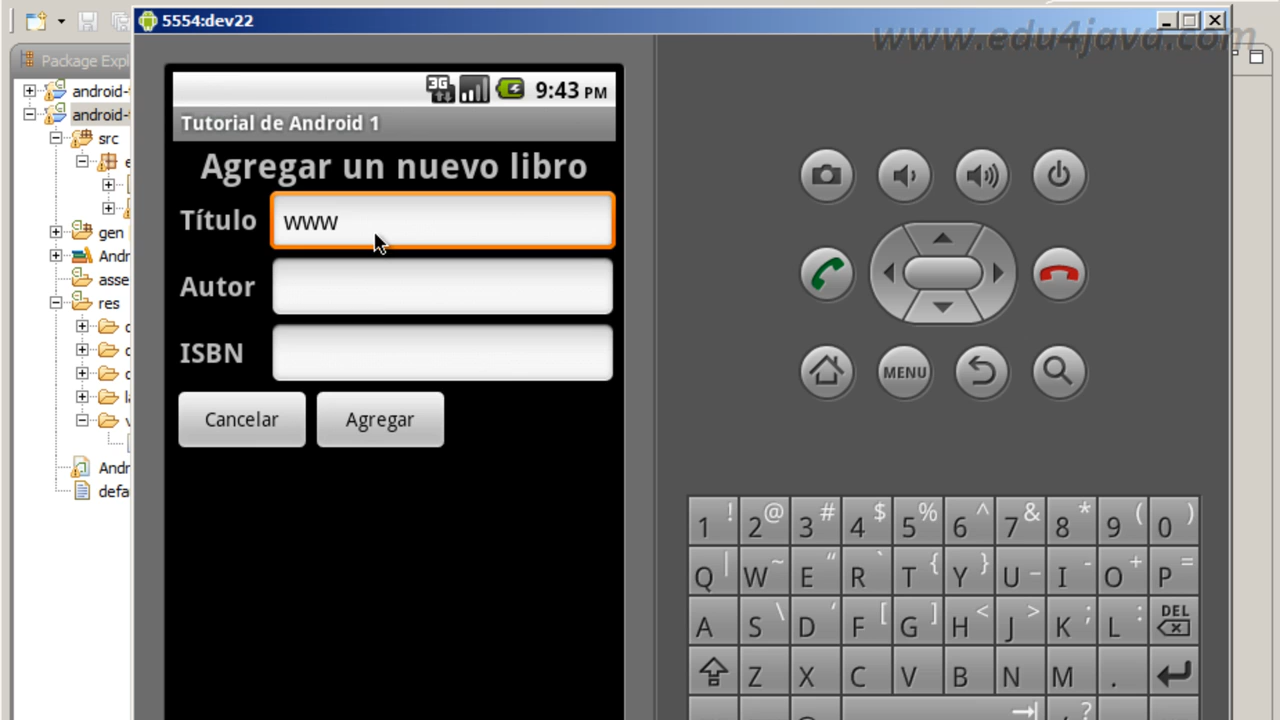 5554:dev22
www.edu4java.com
Package Expl
android-
android-
src
e
gen
Andr
asse
res
Andr
defa
3G
9:43 PM
Tutorial de Android 1
Agregar un nuevo libro
Título www
Autor
ISBN
Cancelar Agregar
MENU
1 ! 2 @ 3 # 4 $ 5 % 6 ^ 7 & 8 * 9 ( 0 )
Q | W ~ E “ R ` T { Y } U _ I - O + P =
A S \ D ‘ F [ G ] H < J > K ; L : DEL
Z X C V B N M .
/ ?